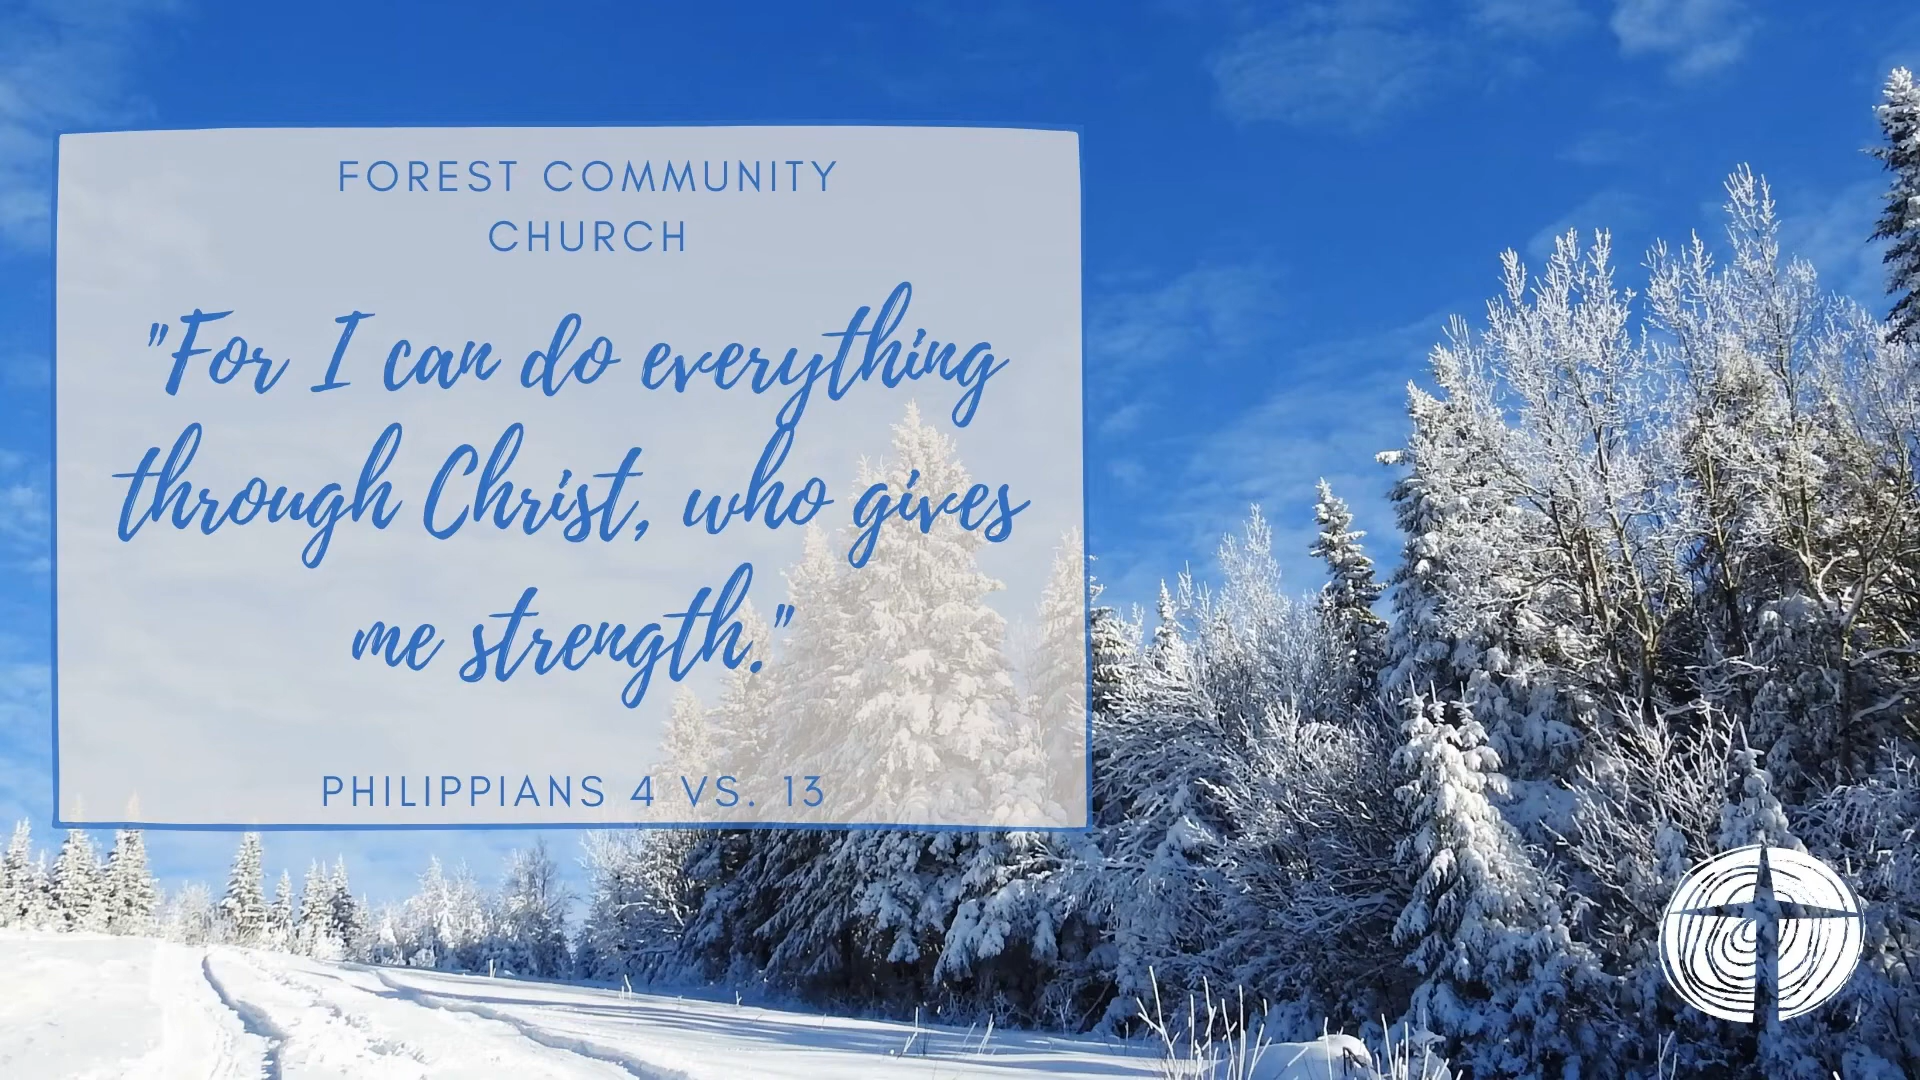 FOREST COMMUNITY
CHURCH
"For I can do everything
through Christ, who gives
me strength."
PHILIPPIANS 4 VS. 13